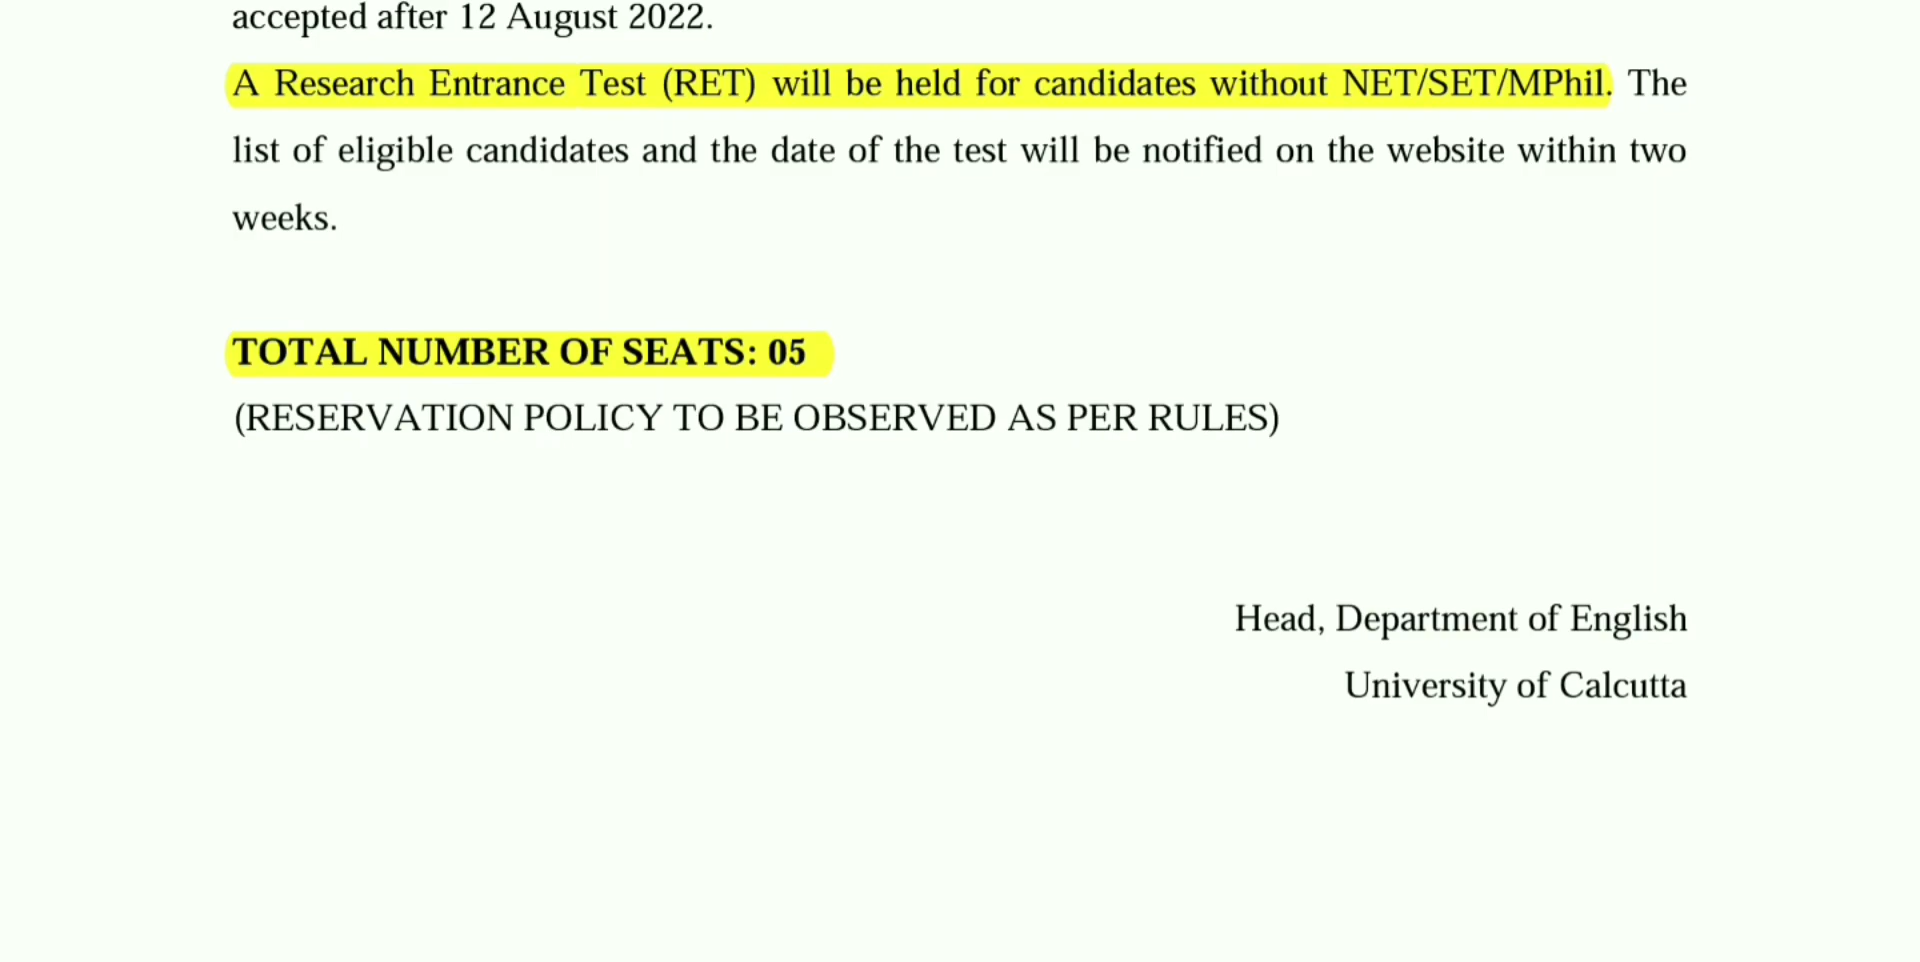 accepted after 12 August 2022.
A Research Entrance Test (RET) will be held for candidates without NET/SET/MPhil. The
list of eligible candidates and the date of the test will be notified on the website within two
weeks.
TOTAL NUMBER OF SEATS: 05
(RESERVATION POLICY TO BE OBSERVED AS PER RULES)
Head, Department of English
University of Calcutta